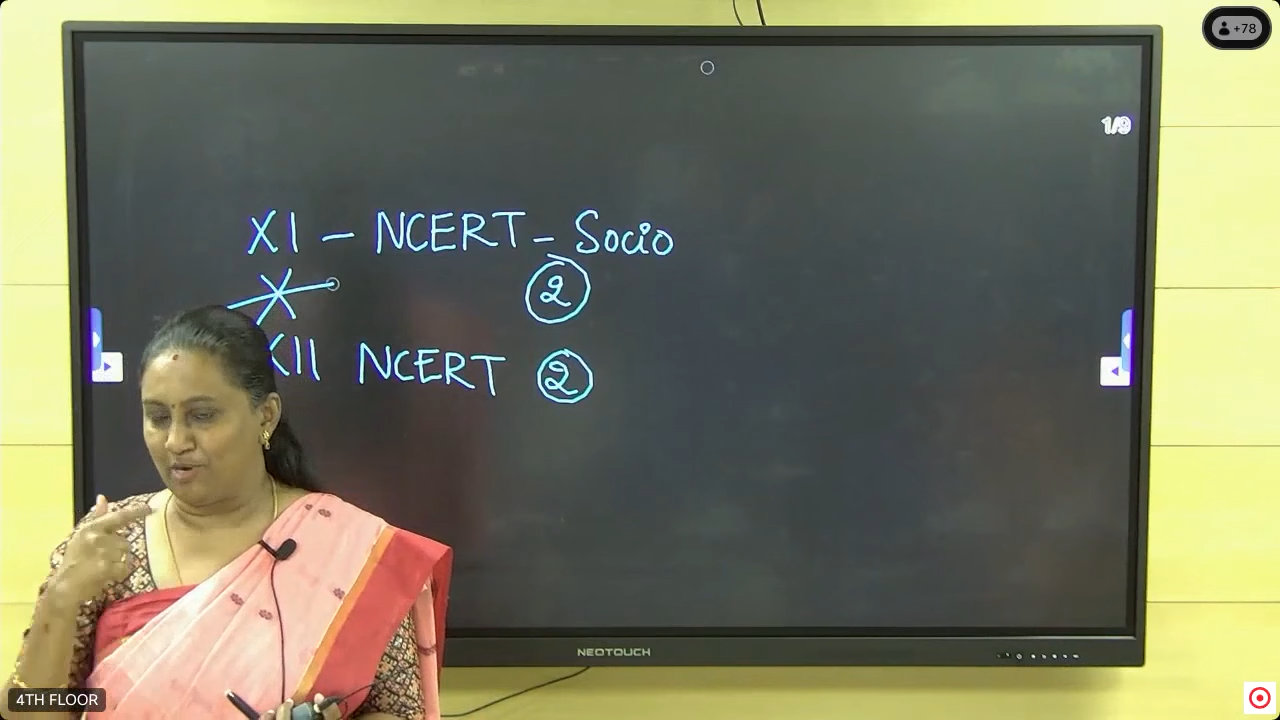 +78
1/9
XI - NCERT - Socio
X 2
XII NCERT 2
NEOTOUCH
4TH FLOOR